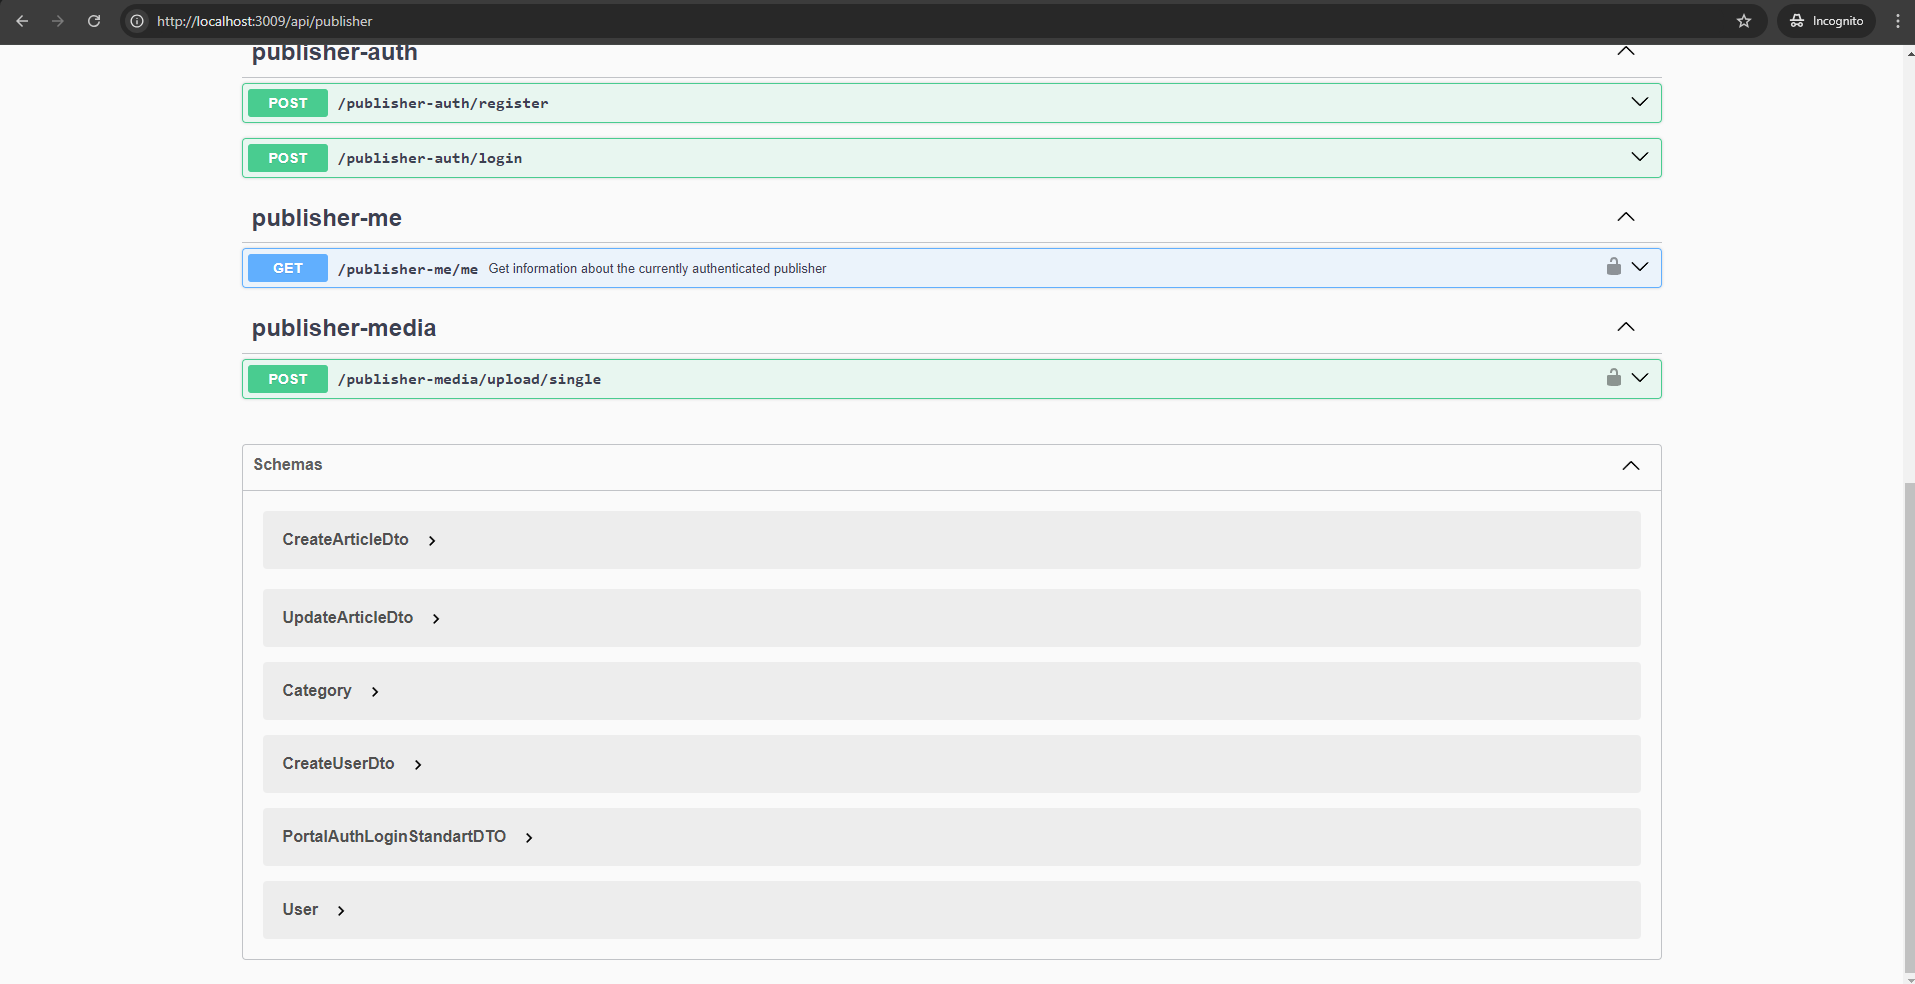 http://localhost:3009/api/publisher
Incognito
publisher-auth
POST /publisher-auth/register
POST /publisher-auth/login
publisher-me
GET /publisher-me/me Get information about the currently authenticated publisher
publisher-media
POST /publisher-media/upload/single
Schemas
CreateArticleDto
UpdateArticleDto
Category
CreateUserDto
PortalAuthLoginStandartDTO
User